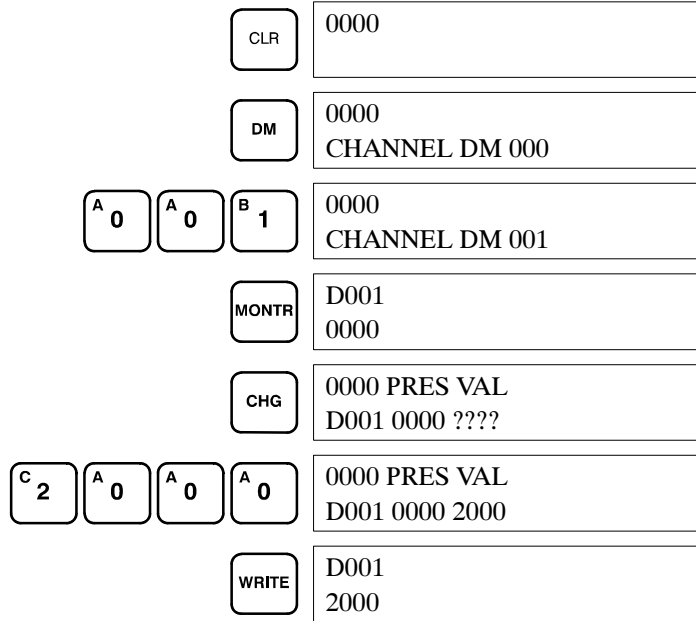 CLR
0000
DM
0000
CHANNEL DM 000
A 0 A 0 B 1
0000
CHANNEL DM 001
MONTR
D001
0000
CHG
0000 PRES VAL
D001 0000 ????
C 2 A 0 A 0 A 0
0000 PRES VAL
D001 0000 2000
WRITE
D001
2000